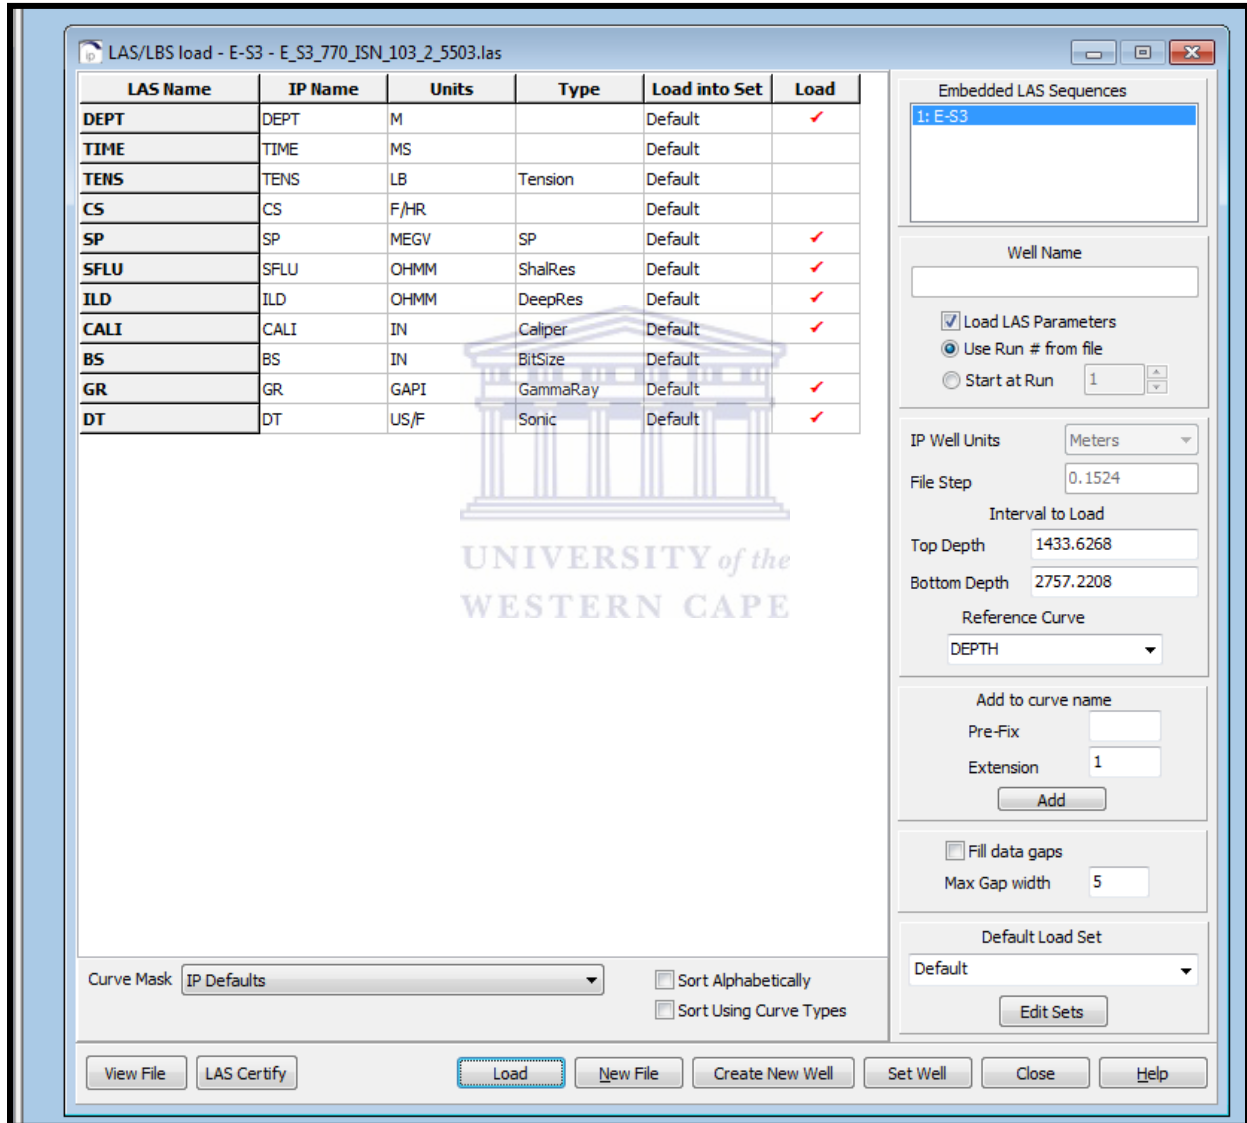 LAS/LBS load - E-S3 - E_S3_770_ISN_103_2_5503.las
LAS Name IP Name Units Type Load into Set Load
DEPT DEPT M Default ✓
TIME TIME MS Default
TENS TENS LB Tension Default
CS CS F/HR Default
SP SP MEGV SP Default ✓
SFLU SFLU OHMM ShalRes Default ✓
ILD ILD OHMM DeepRes Default ✓
CALI CALI IN Caliper Default ✓
BS BS IN BitSize Default
GR GR GAPI GammaRay Default ✓
DT DT US/F Sonic Default ✓
UNIVERSITY of the
WESTERN CAPE
Curve Mask IP Defaults
Sort Alphabetically
Sort Using Curve Types
Embedded LAS Sequences
1: E-S3
Well Name
Load LAS Parameters
Use Run # from file
Start at Run 1
IP Well Units Meters
File Step 0.1524
Interval to Load
Top Depth 1433.6268
Bottom Depth 2757.2208
Reference Curve
DEPTH
Add to curve name
Pre-Fix
Extension 1
Add
Fill data gaps
Max Gap width 5
Default Load Set
Default
Edit Sets
View File LAS Certify Load New File Create New Well Set Well Close Help